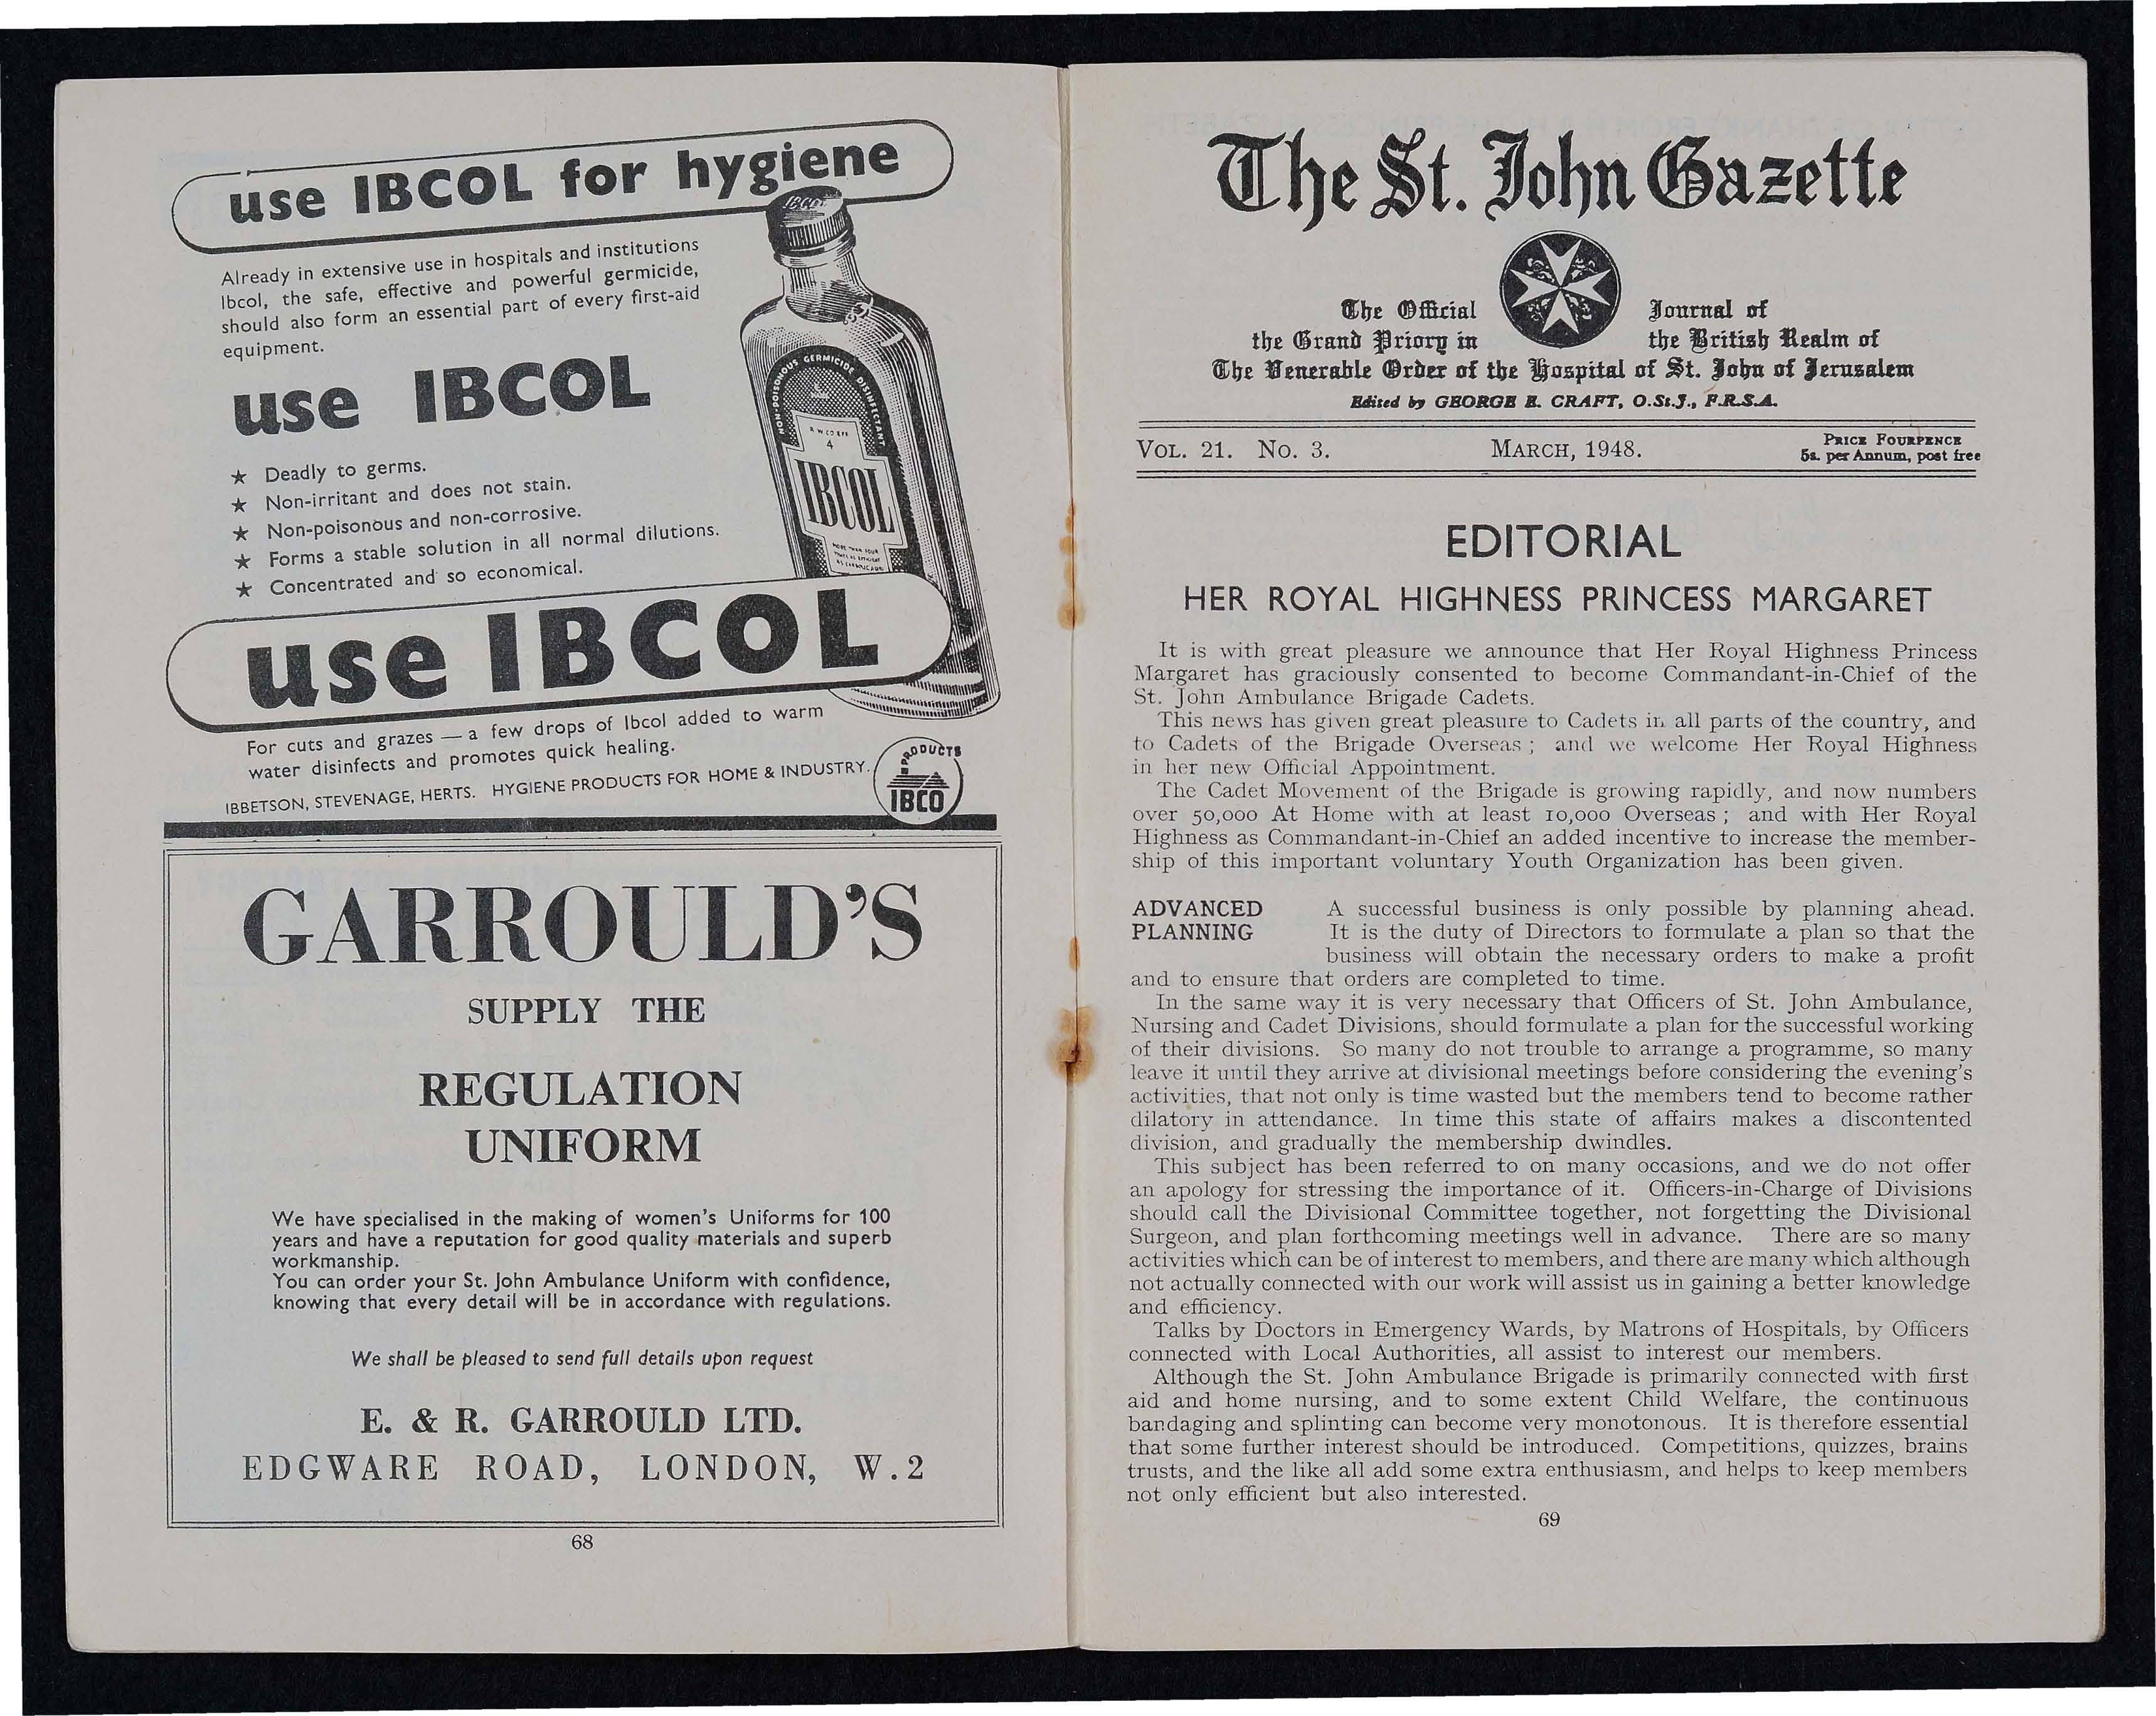 use IBCOL for hygiene
Already in extensive use in hospitals and institutions
Ibcol, the safe, effective and powerful germicide,
should also form an essential part of every first-aid
equipment.
use IBCOL
★ Deadly to germs.
★ Non-irritant and does not stain.
★ Non-poisonous and non-corrosive.
★ Forms a stable solution in all normal dilutions.
★ Concentrated and so economical.
IBCOL
NON-POISONOUS GERMICIDE DISINFECTANT
4
IBCOL
use IBCOL
For cuts and grazes — a few drops of Ibcol added to warm
water disinfects and promotes quick healing.
IBBETSON, STEVENAGE, HERTS. HYGIENE PRODUCTS FOR HOME & INDUSTRY.
PRODUCTS
IBCO
GARROULD'S
SUPPLY THE
REGULATION
UNIFORM
We have specialised in the making of women's Uniforms for 100
years and have a reputation for good quality materials and superb
workmanship.
You can order your St. John Ambulance Uniform with confidence,
knowing that every detail will be in accordance with regulations.
We shall be pleased to send full details upon request
E. & R. GARROULD LTD.
EDGWARE ROAD, LONDON, W.2
68
The St. John Gazette
The Official Journal of
the Grand Priory in the British Realm of
The Venerable Order of the Hospital of St. John of Jerusalem
Edited by GEORGE E. CRAFT, O.St.J., F.R.S.A.
VOL. 21. No. 3. MARCH, 1948. PRICE FOURPENCE
5s. per Annum, post free
EDITORIAL
HER ROYAL HIGHNESS PRINCESS MARGARET
It is with great pleasure we announce that Her Royal Highness Princess
Margaret has graciously consented to become Commandant-in-Chief of the
St. John Ambulance Brigade Cadets.
This news has given great pleasure to Cadets in all parts of the country, and
to Cadets of the Brigade Overseas ; and we welcome Her Royal Highness
in her new Official Appointment.
The Cadet Movement of the Brigade is growing rapidly, and now numbers
over 50,000 At Home with at least 10,000 Overseas ; and with Her Royal
Highness as Commandant-in-Chief an added incentive to increase the member-
ship of this important voluntary Youth Organization has been given.
ADVANCED A successful business is only possible by planning ahead.
PLANNING It is the duty of Directors to formulate a plan so that the
business will obtain the necessary orders to make a profit
and to ensure that orders are completed to time.
In the same way it is very necessary that Officers of St. John Ambulance,
Nursing and Cadet Divisions, should formulate a plan for the successful working
of their divisions. So many do not trouble to arrange a programme, so many
leave it until they arrive at divisional meetings before considering the evening's
activities, that not only is time wasted but the members tend to become rather
dilatory in attendance. In time this state of affairs makes a discontented
division, and gradually the membership dwindles.
This subject has been referred to on many occasions, and we do not offer
an apology for stressing the importance of it. Officers-in-Charge of Divisions
should call the Divisional Committee together, not forgetting the Divisional
Surgeon, and plan forthcoming meetings well in advance. There are so many
activities which can be of interest to members, and there are many which although
not actually connected with our work will assist us in gaining a better knowledge
and efficiency.
Talks by Doctors in Emergency Wards, by Matrons of Hospitals, by Officers
connected with Local Authorities, all assist to interest our members.
Although the St. John Ambulance Brigade is primarily connected with first
aid and home nursing, and to some extent Child Welfare, the continuous
bandaging and splinting can become very monotonous. It is therefore essential
that some further interest should be introduced. Competitions, quizzes, brains
trusts, and the like all add some extra enthusiasm, and helps to keep members
not only efficient but also interested.
69